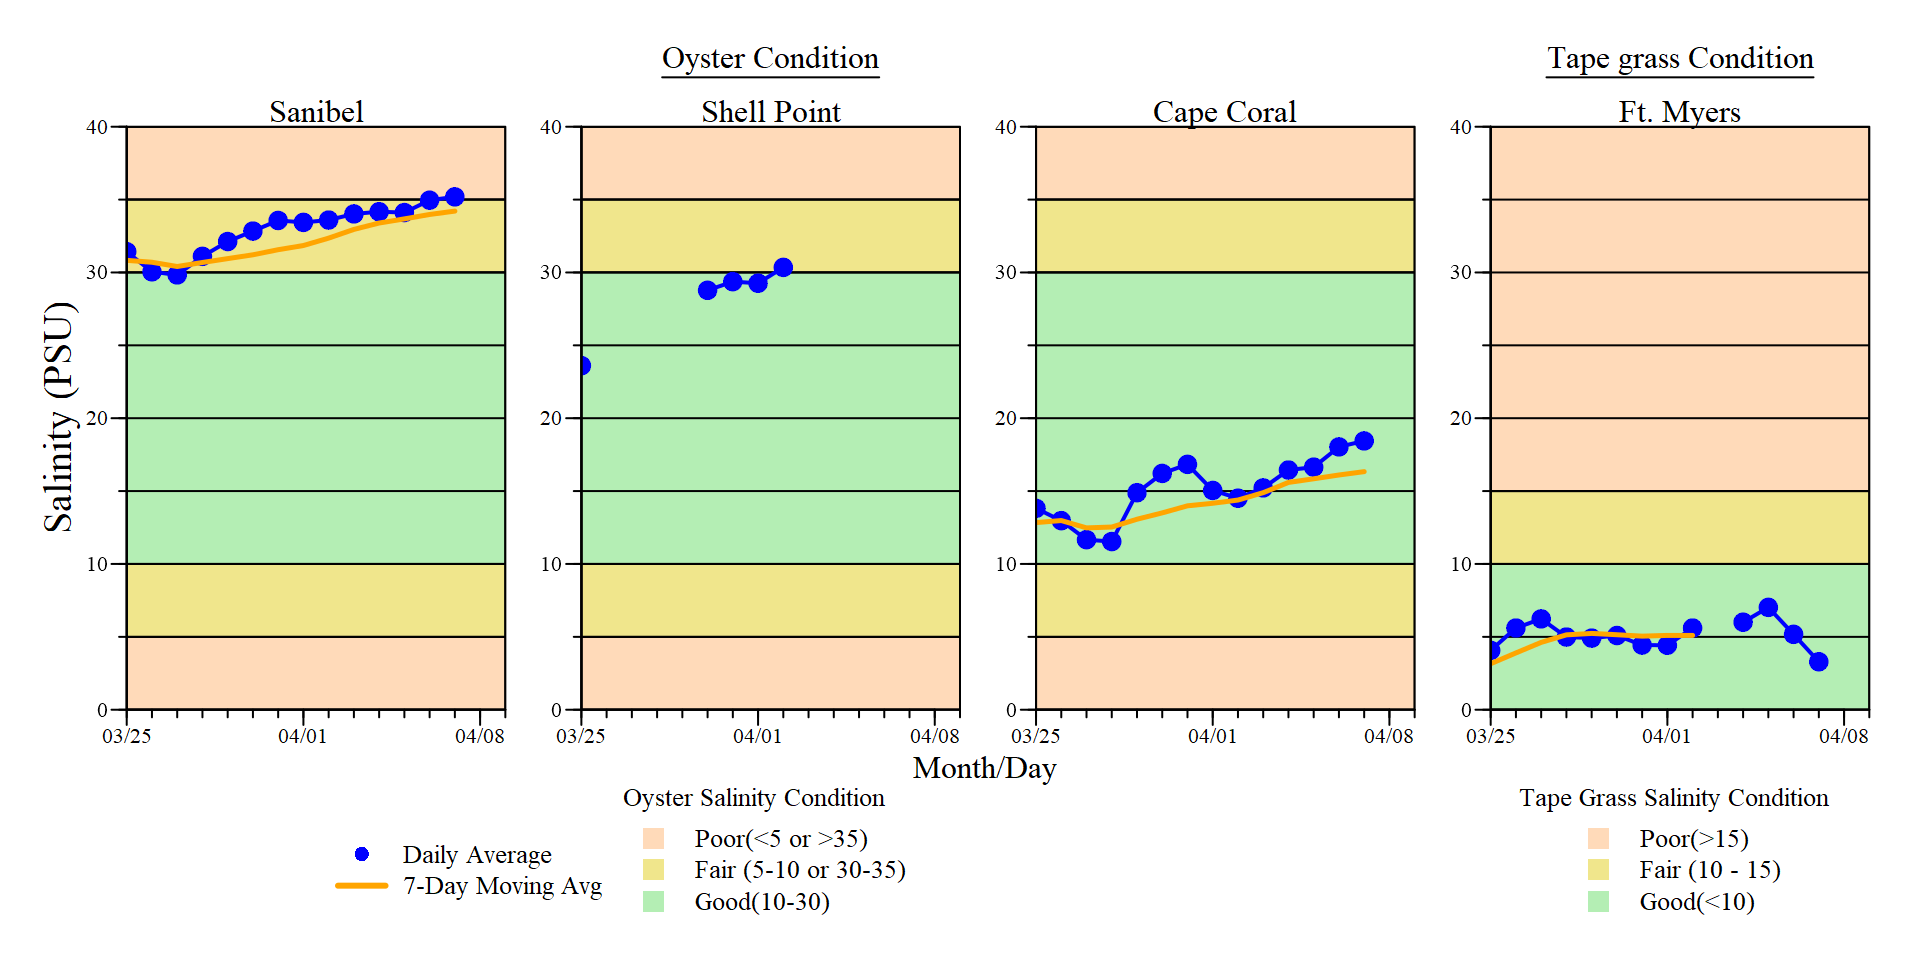 Oyster Condition
Tape grass Condition
Sanibel
Shell Point
Cape Coral
Ft. Myers
Salinity (PSU)
40
30
20
10
0
03/25
04/01
04/08
40
30
20
10
0
03/25
04/01
04/08
40
30
20
10
0
03/25
04/01
04/08
40
30
20
10
0
03/25
04/01
04/08
Month/Day
Daily Average
7-Day Moving Avg
Oyster Salinity Condition
Poor(<5 or >35)
Fair (5-10 or 30-35)
Good(10-30)
Tape Grass Salinity Condition
Poor(>15)
Fair (10 - 15)
Good(<10)